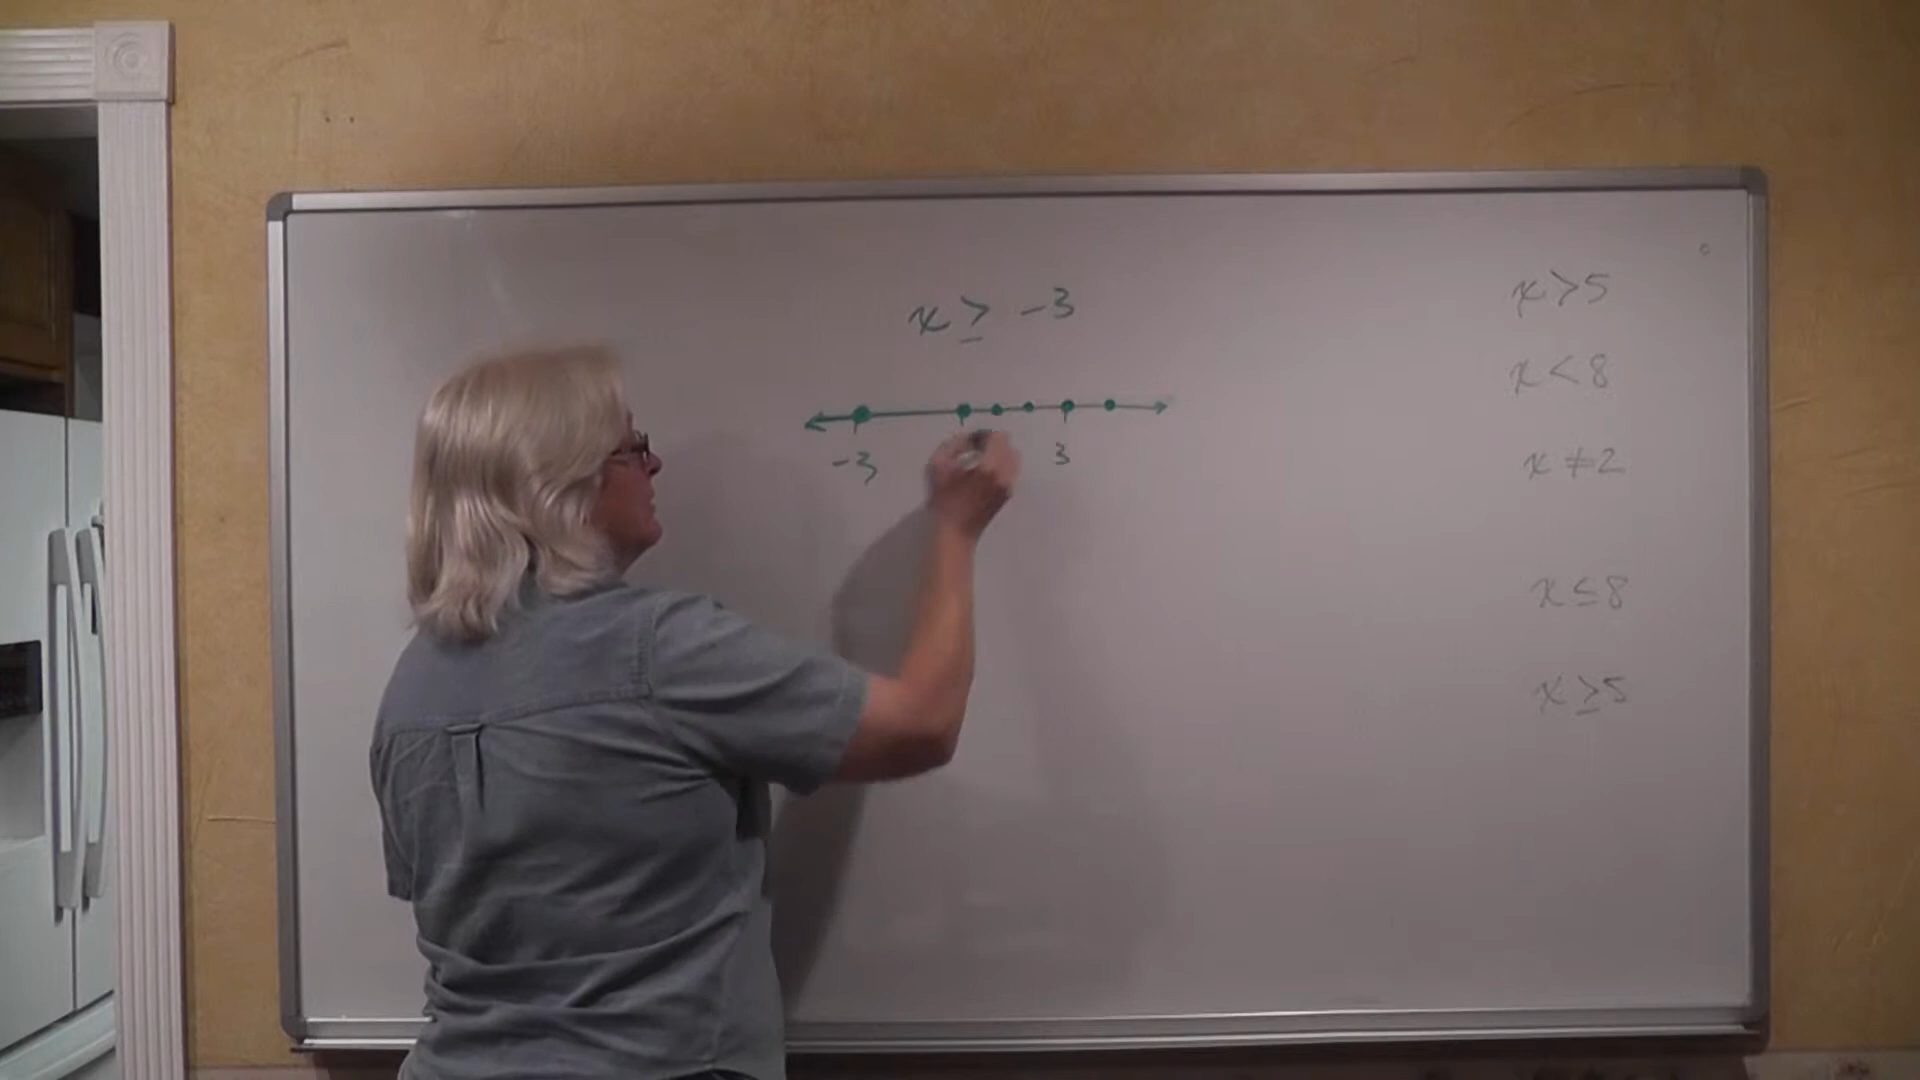 x ≥ -3
-3 3
x > 5
x < 8
x ≠ 2
x ≤ 8
x ≥ 5